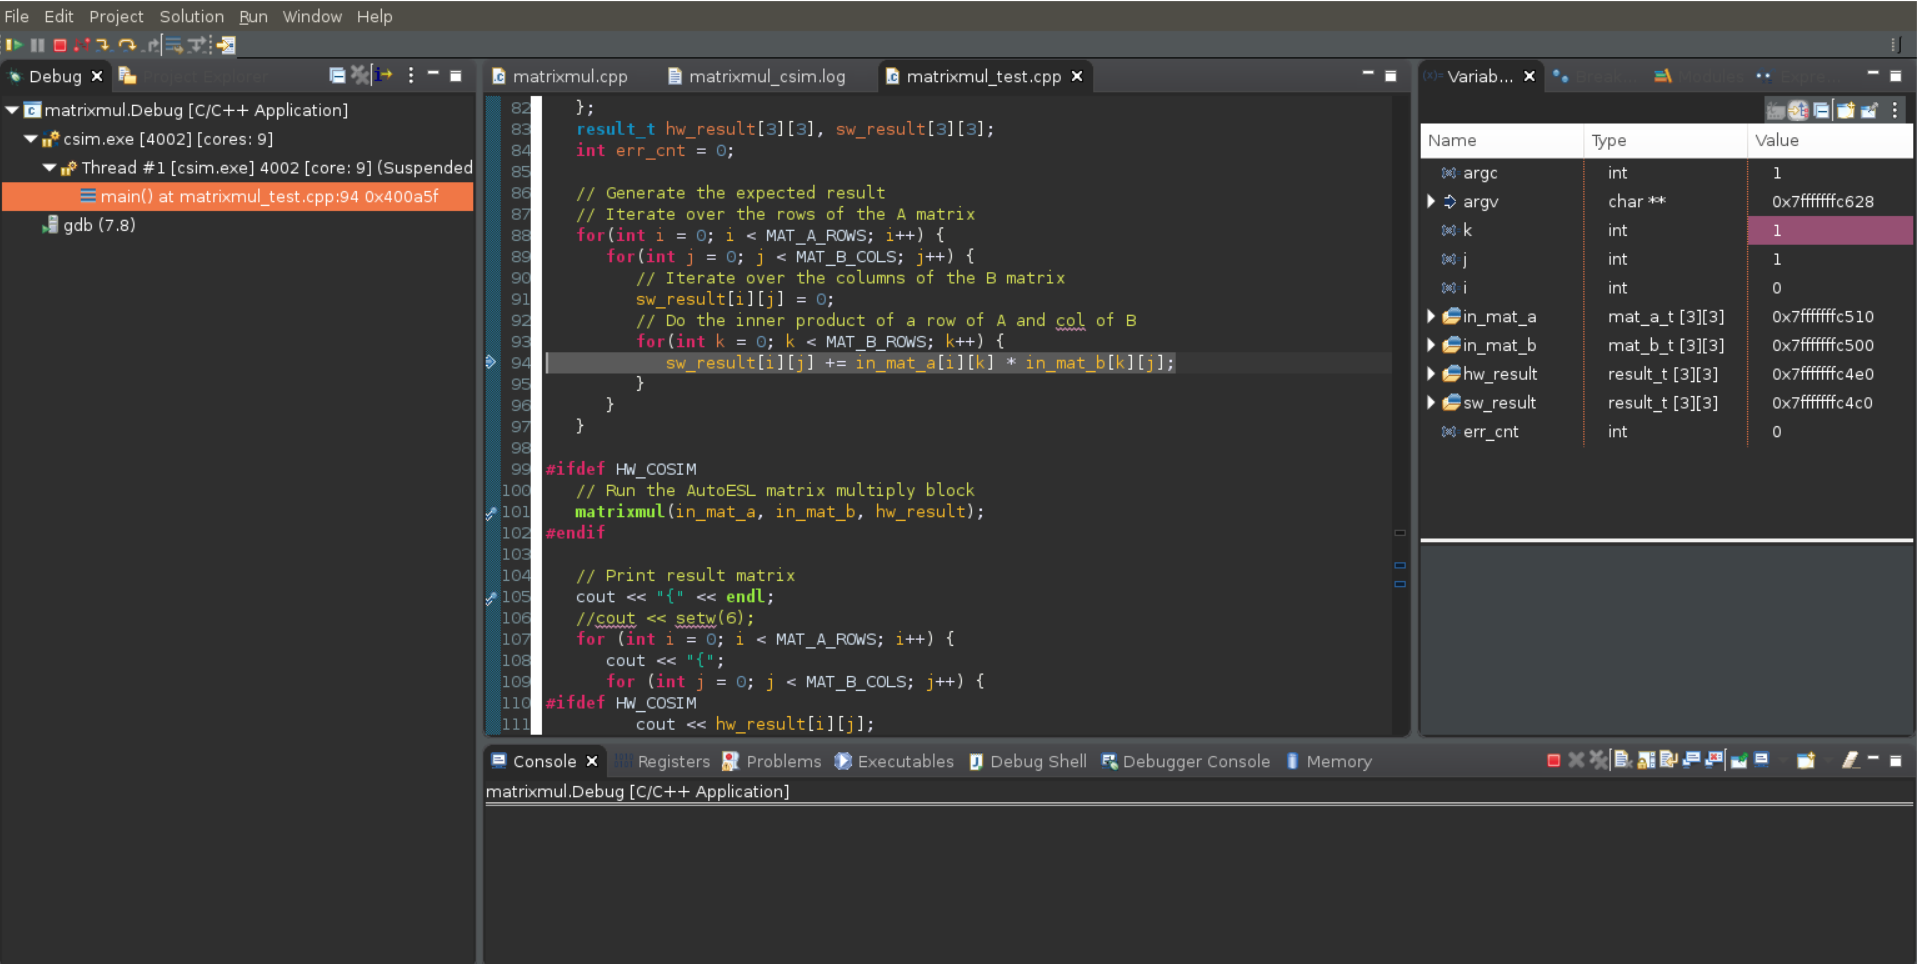 File Edit Project Solution Run Window Help
Debug Project Explorer
matrixmul.Debug [C/C++ Application]
csim.exe [4002] [cores: 9]
Thread #1 [csim.exe] 4002 [core: 9] (Suspended
main() at matrixmul_test.cpp:94 0x400a5f
gdb (7.8)
matrixmul.cpp matrixmul_csim.log matrixmul_test.cpp
82 };
83 result_t hw_result[3][3], sw_result[3][3];
84 int err_cnt = 0;
85
86 // Generate the expected result
87 // Iterate over the rows of the A matrix
88 for(int i = 0; i < MAT_A_ROWS; i++) {
89 for(int j = 0; j < MAT_B_COLS; j++) {
90 // Iterate over the columns of the B matrix
91 sw_result[i][j] = 0;
92 // Do the inner product of a row of A and col of B
93 for(int k = 0; k < MAT_B_ROWS; k++) {
94 sw_result[i][j] += in_mat_a[i][k] * in_mat_b[k][j];
95 }
96 }
97 }
98
99 #ifdef HW_COSIM
100 // Run the AutoESL matrix multiply block
101 matrixmul(in_mat_a, in_mat_b, hw_result);
102 #endif
103
104 // Print result matrix
105 cout << "{" << endl;
106 //cout << setw(6);
107 for (int i = 0; i < MAT_A_ROWS; i++) {
108 cout << "{";
109 for (int j = 0; j < MAT_B_COLS; j++) {
110 #ifdef HW_COSIM
111 cout << hw_result[i][j];
(x)= Variab... Break... Modules Expre...
Name Type Value
argc int 1
argv char ** 0x7fffffffc628
k int 1
j int 1
i int 0
in_mat_a mat_a_t [3][3] 0x7fffffffc510
in_mat_b mat_b_t [3][3] 0x7fffffffc500
hw_result result_t [3][3] 0x7fffffffc4e0
sw_result result_t [3][3] 0x7fffffffc4c0
err_cnt int 0
Console Registers Problems Executables Debug Shell Debugger Console Memory
matrixmul.Debug [C/C++ Application]